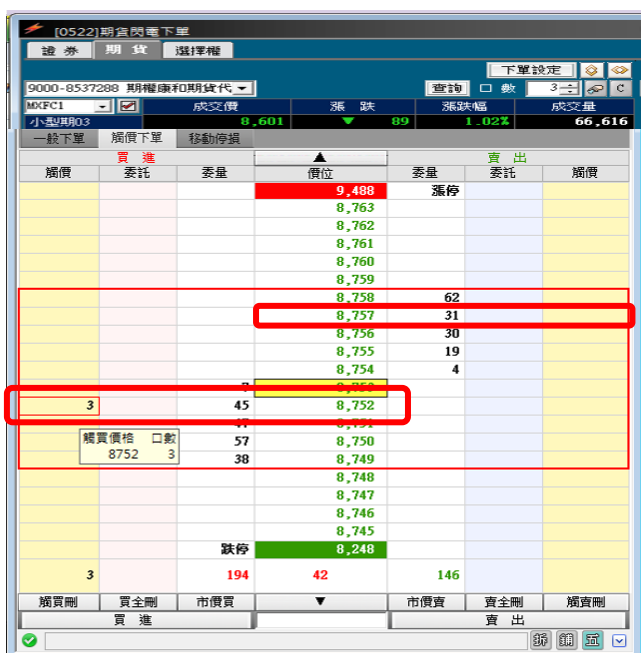 [0522]期貨閃電下單
證券 期貨 選擇權
下單設定
9000-8537288 期權康和期貨代 查詢 口數 3 C
MXFC1 成交價 漲跌 漲跌幅 成交量
小型期03 8,601 ▼ 89 1.02% 66,616
一般下單 觸價下單 移動停損
買進 ▲ 賣出
觸價 委託 委量 價位 委量 委託 觸價
9,488 漲停
8,763
8,762
8,761
8,760
8,759
8,758 62
8,757 31
8,756 30
8,755 19
8,754 4
3 45 8,752
57 8,750
38 8,749
觸買價格 口數
8752 3
8,748
8,747
8,746
8,745
跌停 8,248
3 194 42 146
觸買刪 買全刪 市價買 ▼ 市價賣 賣全刪 觸賣刪
買進 賣出